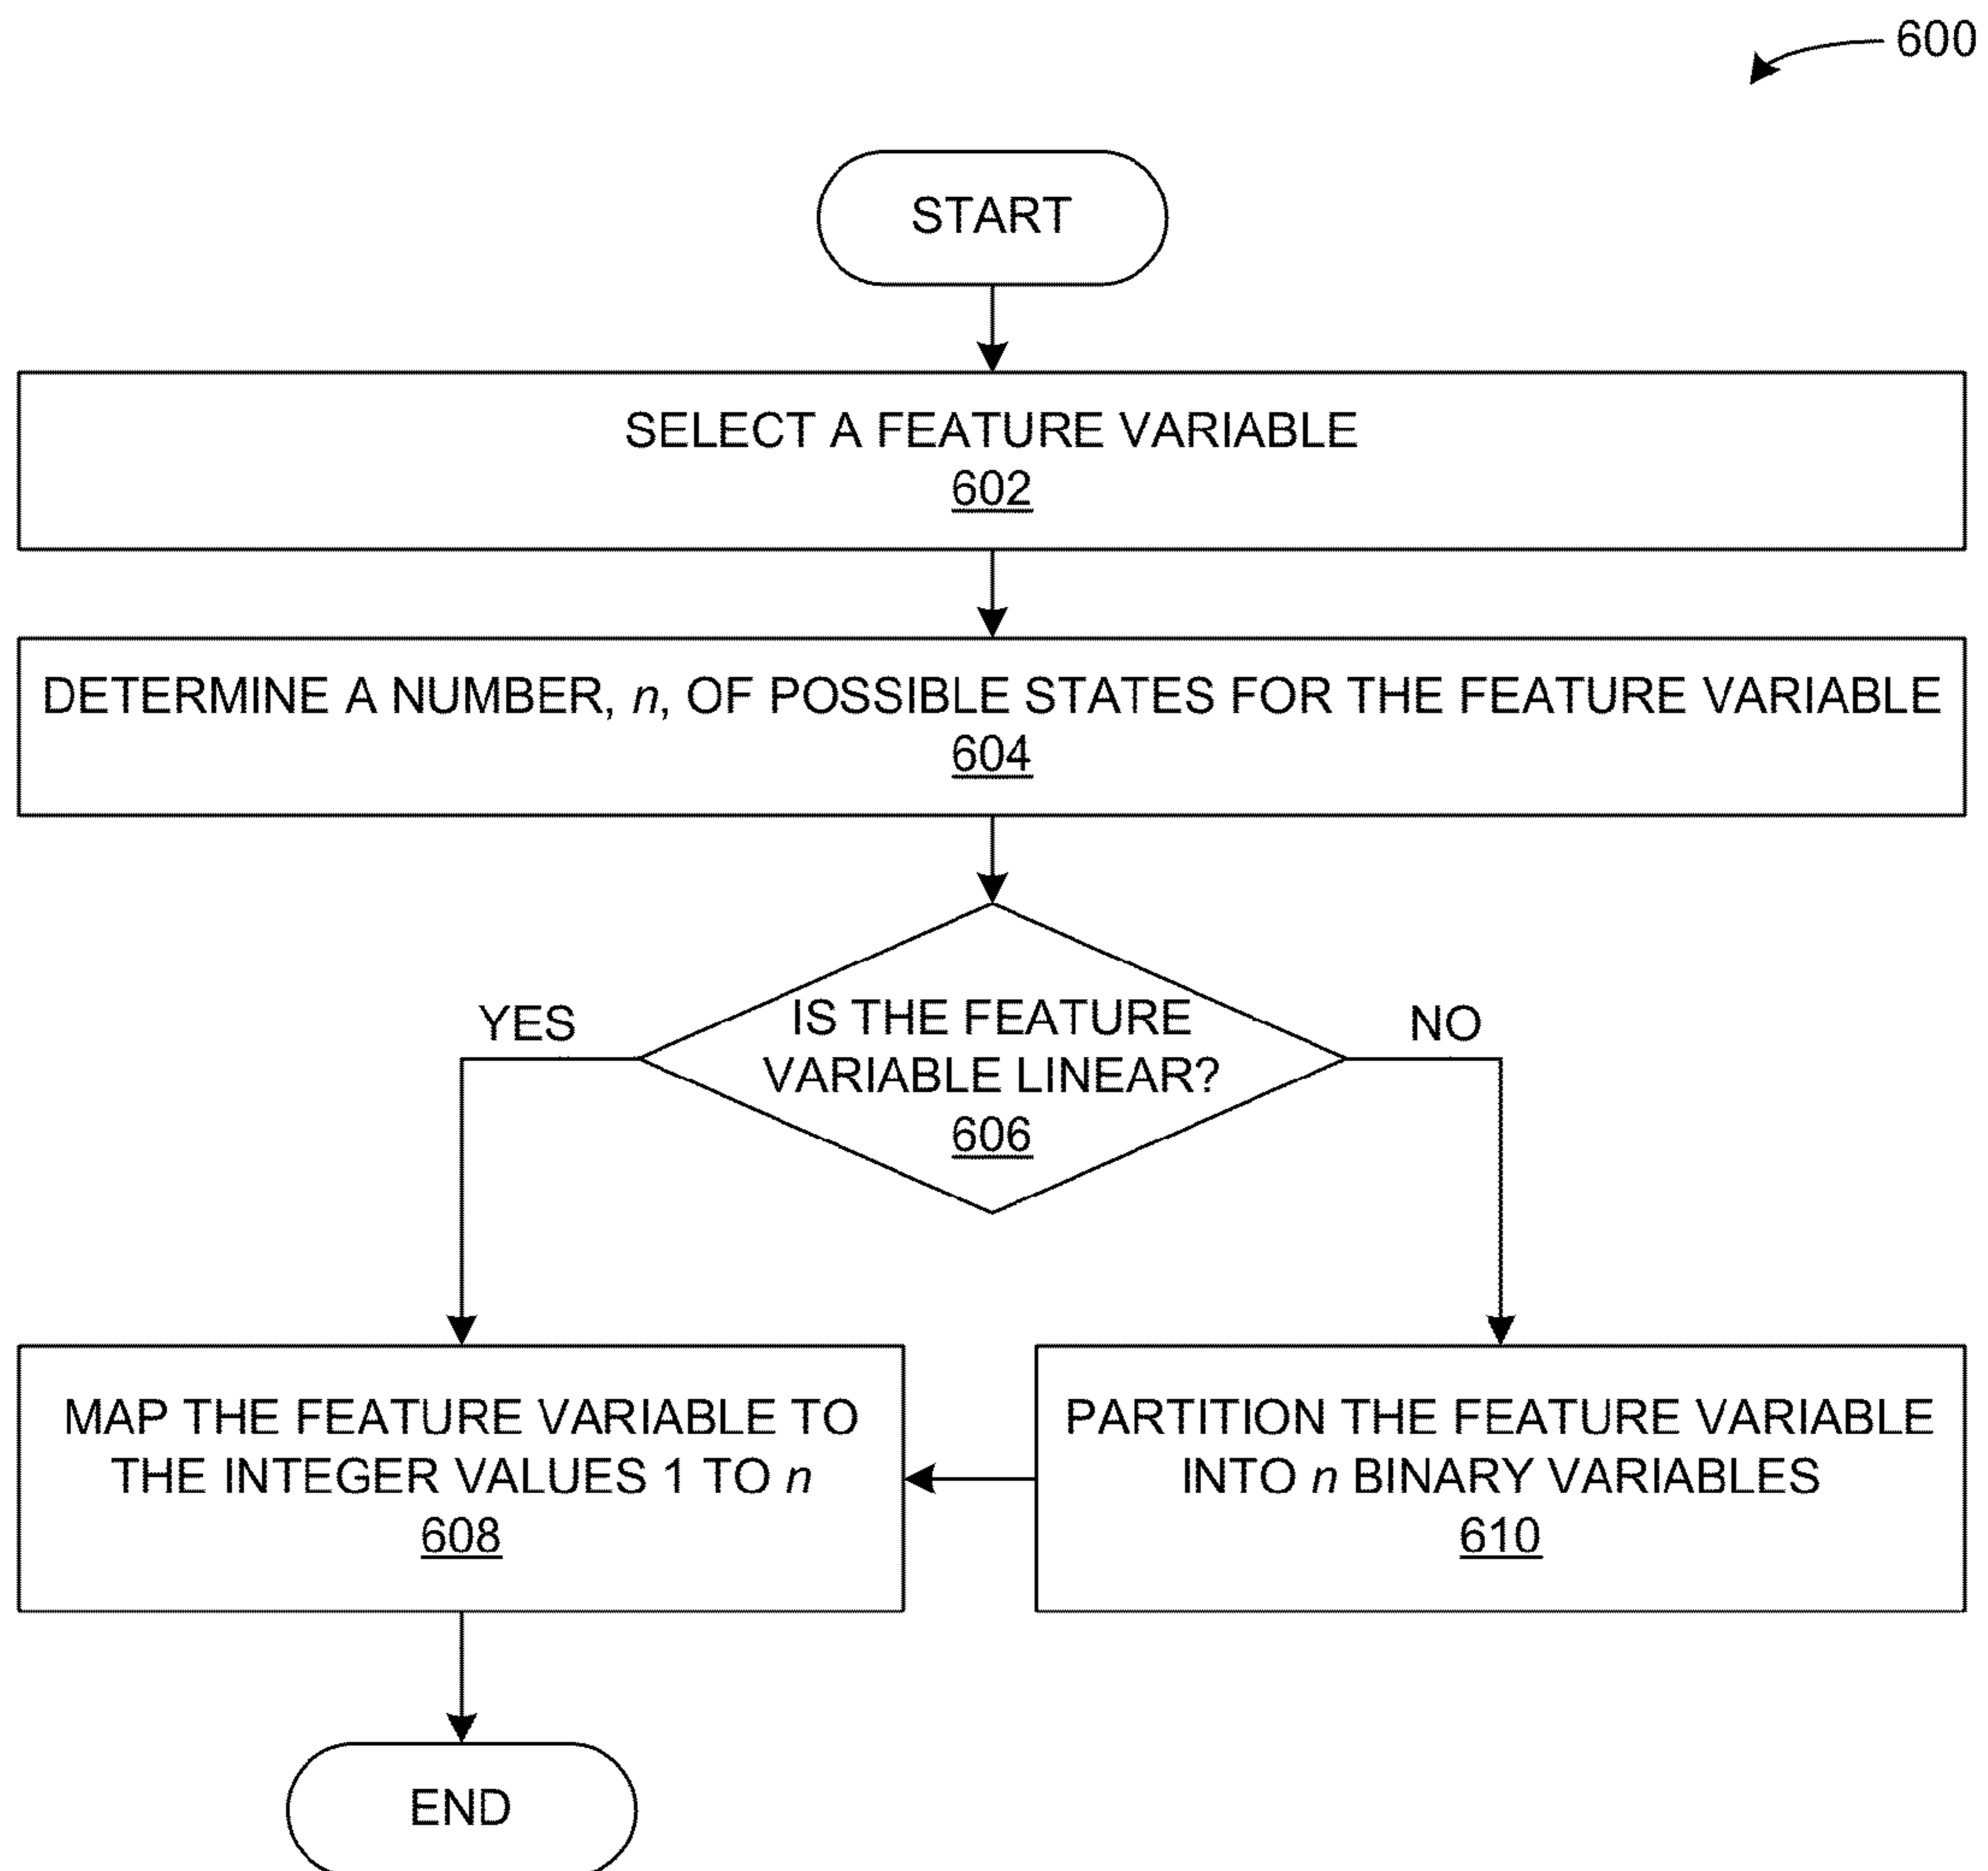 600
START
SELECT A FEATURE VARIABLE
602
DETERMINE A NUMBER, n, OF POSSIBLE STATES FOR THE FEATURE VARIABLE
604
YES
IS THE FEATURE
VARIABLE LINEAR?
606
NO
MAP THE FEATURE VARIABLE TO
THE INTEGER VALUES 1 TO n
608
PARTITION THE FEATURE VARIABLE
INTO n BINARY VARIABLES
610
END